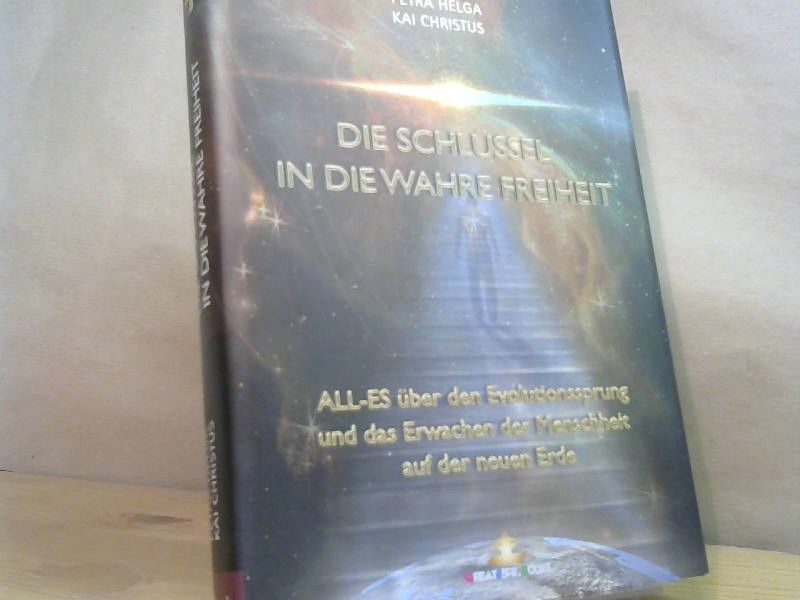 PETRA HELGA
KAI CHRISTUS
DIE SCHLÜSSEL
IN DIE WAHRE FREIHEIT
ALL-ES über den Evolutionssprung
und das Erwachen der Menschheit
auf der neuen Erde
IN DIE WAHRE FREIHEIT
KAI CHRISTUS